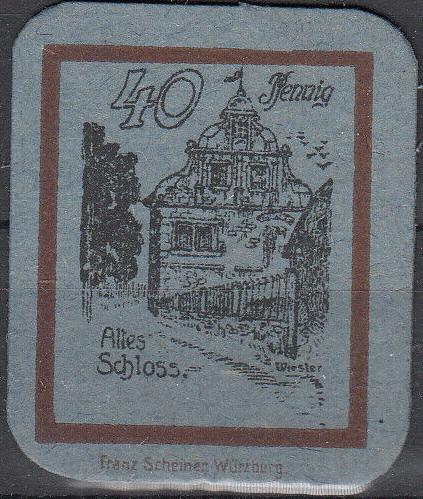 40 Pfennig
Altes
Schloss.
Wiesler
Franz Scheiner, Würzburg.